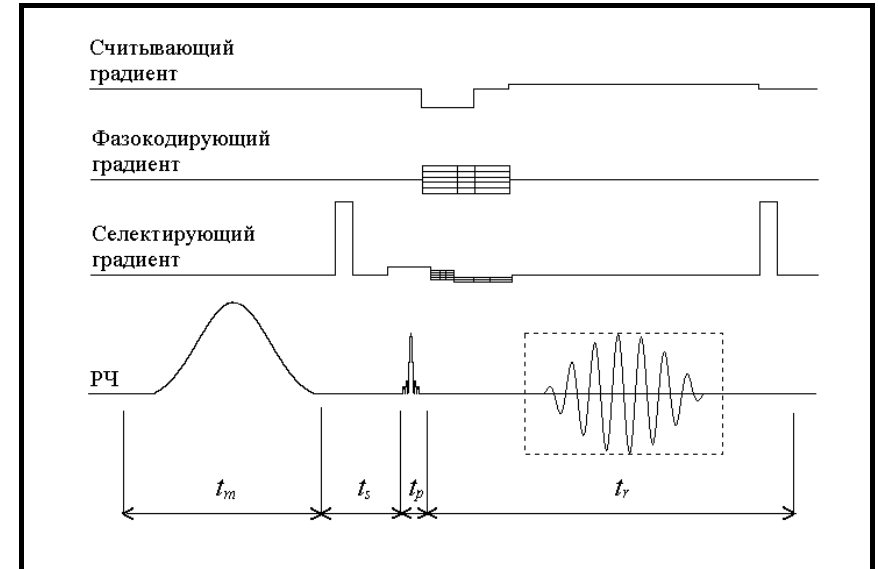 Считывающий
градиент
Фазокодирующий
градиент
Селектирующий
градиент
РЧ
tm ts tp tr